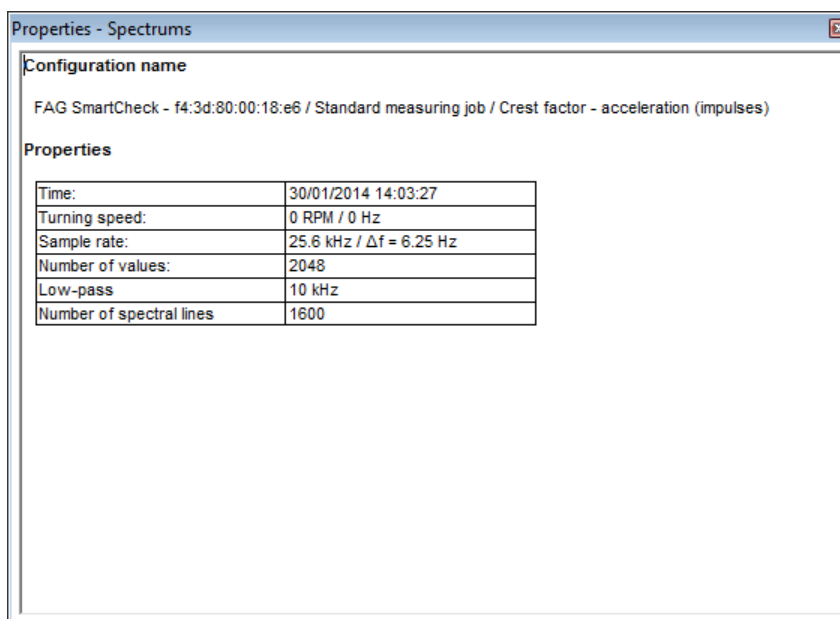 Properties - Spectrums
Configuration name
FAG SmartCheck - f4:3d:80:00:18:e6 / Standard measuring job / Crest factor - acceleration (impulses)
Properties
Time: 30/01/2014 14:03:27
Turning speed: 0 RPM / 0 Hz
Sample rate: 25.6 kHz / Δf = 6.25 Hz
Number of values: 2048
Low-pass 10 kHz
Number of spectral lines 1600